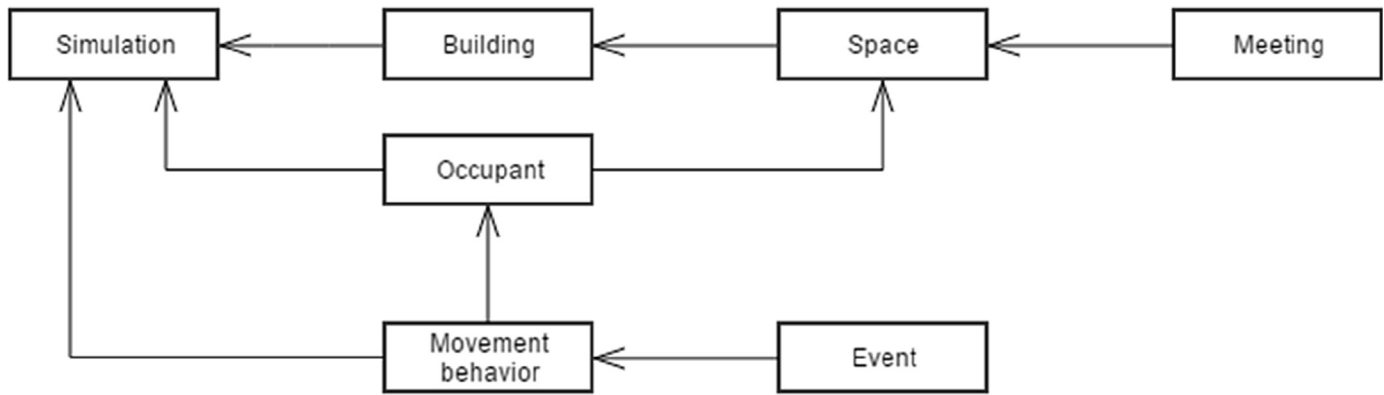 Simulation
Building
Space
Meeting
Occupant
Movement
behavior
Event